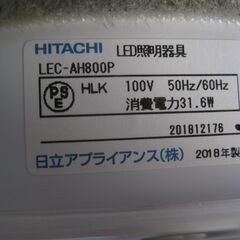 HITACHI LED照明器具
LEC-AH800P
PS
E
HLK 100V 50Hz/60Hz
消費電力31.6W
201812176
日立アプライアンス(株) 2018年製